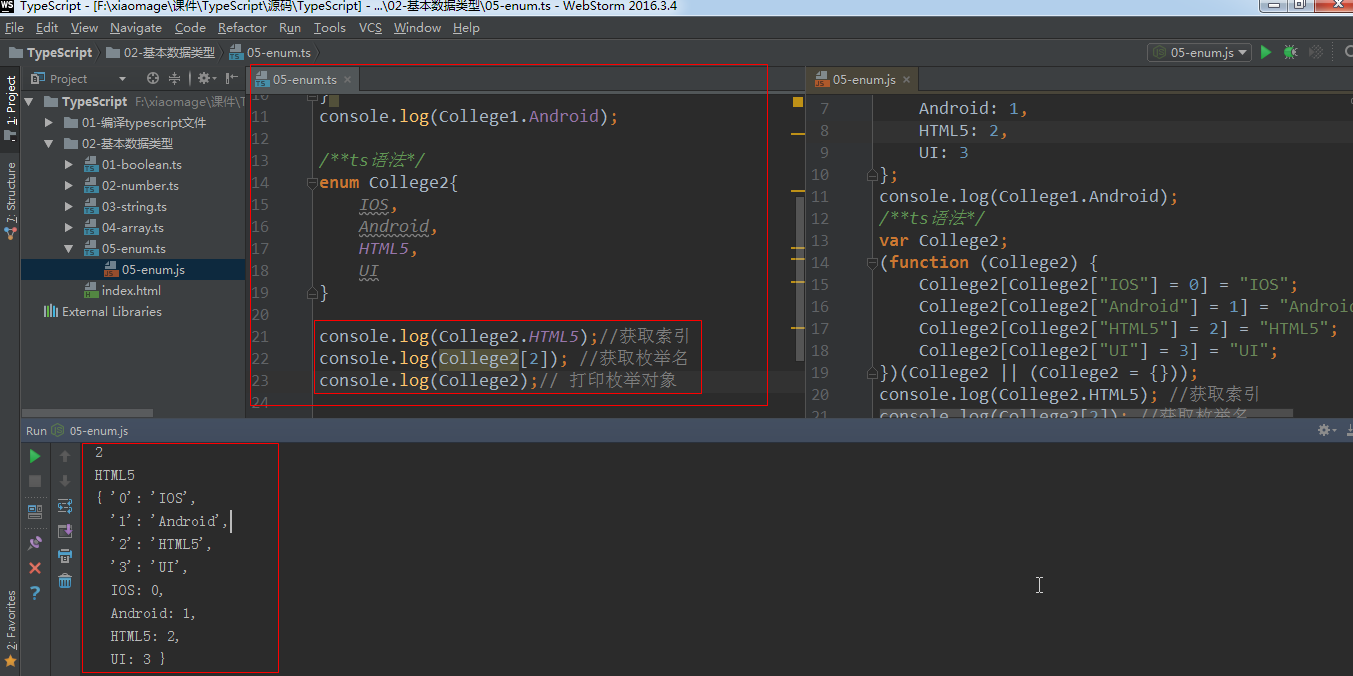 WS TypeScript - [F:\xiaomage\课件\TypeScript\源码\TypeScript] - ...\02-基本数据类型\05-enum.ts - WebStorm 2016.3.4
File Edit View Navigate Code Refactor Run Tools VCS Window Help
TypeScript 02-基本数据类型 05-enum.ts 05-enum.js
1: Project
7: Structure
2: Favorites
Project
TypeScript F:\xiaomage\课件\T
01-编译typescript文件
02-基本数据类型
01-boolean.ts
02-number.ts
03-string.ts
04-array.ts
05-enum.ts
05-enum.js
index.html
External Libraries
05-enum.ts
10 }
11 console.log(College1.Android);
12
13 /**ts语法*/
14 enum College2{
15 IOS,
16 Android,
17 HTML5,
18 UI
19 }
20
21 console.log(College2.HTML5);//获取索引
22 console.log(College2[2]); //获取枚举名
23 console.log(College2);// 打印枚举对象
24
05-enum.js
7 Android: 1,
8 HTML5: 2,
9 UI: 3
10 };
11 console.log(College1.Android);
12 /**ts语法*/
13 var College2;
14 (function (College2) {
15 College2[College2["IOS"] = 0] = "IOS";
16 College2[College2["Android"] = 1] = "Androi
17 College2[College2["HTML5"] = 2] = "HTML5";
18 College2[College2["UI"] = 3] = "UI";
19 })(College2 || (College2 = {}));
20 console.log(College2.HTML5); //获取索引
21 console.log(College2[2]); //获取枚举名
Run 05-enum.js
2
HTML5
{ '0': 'IOS',
'1': 'Android',
'2': 'HTML5',
'3': 'UI',
IOS: 0,
Android: 1,
HTML5: 2,
UI: 3 }